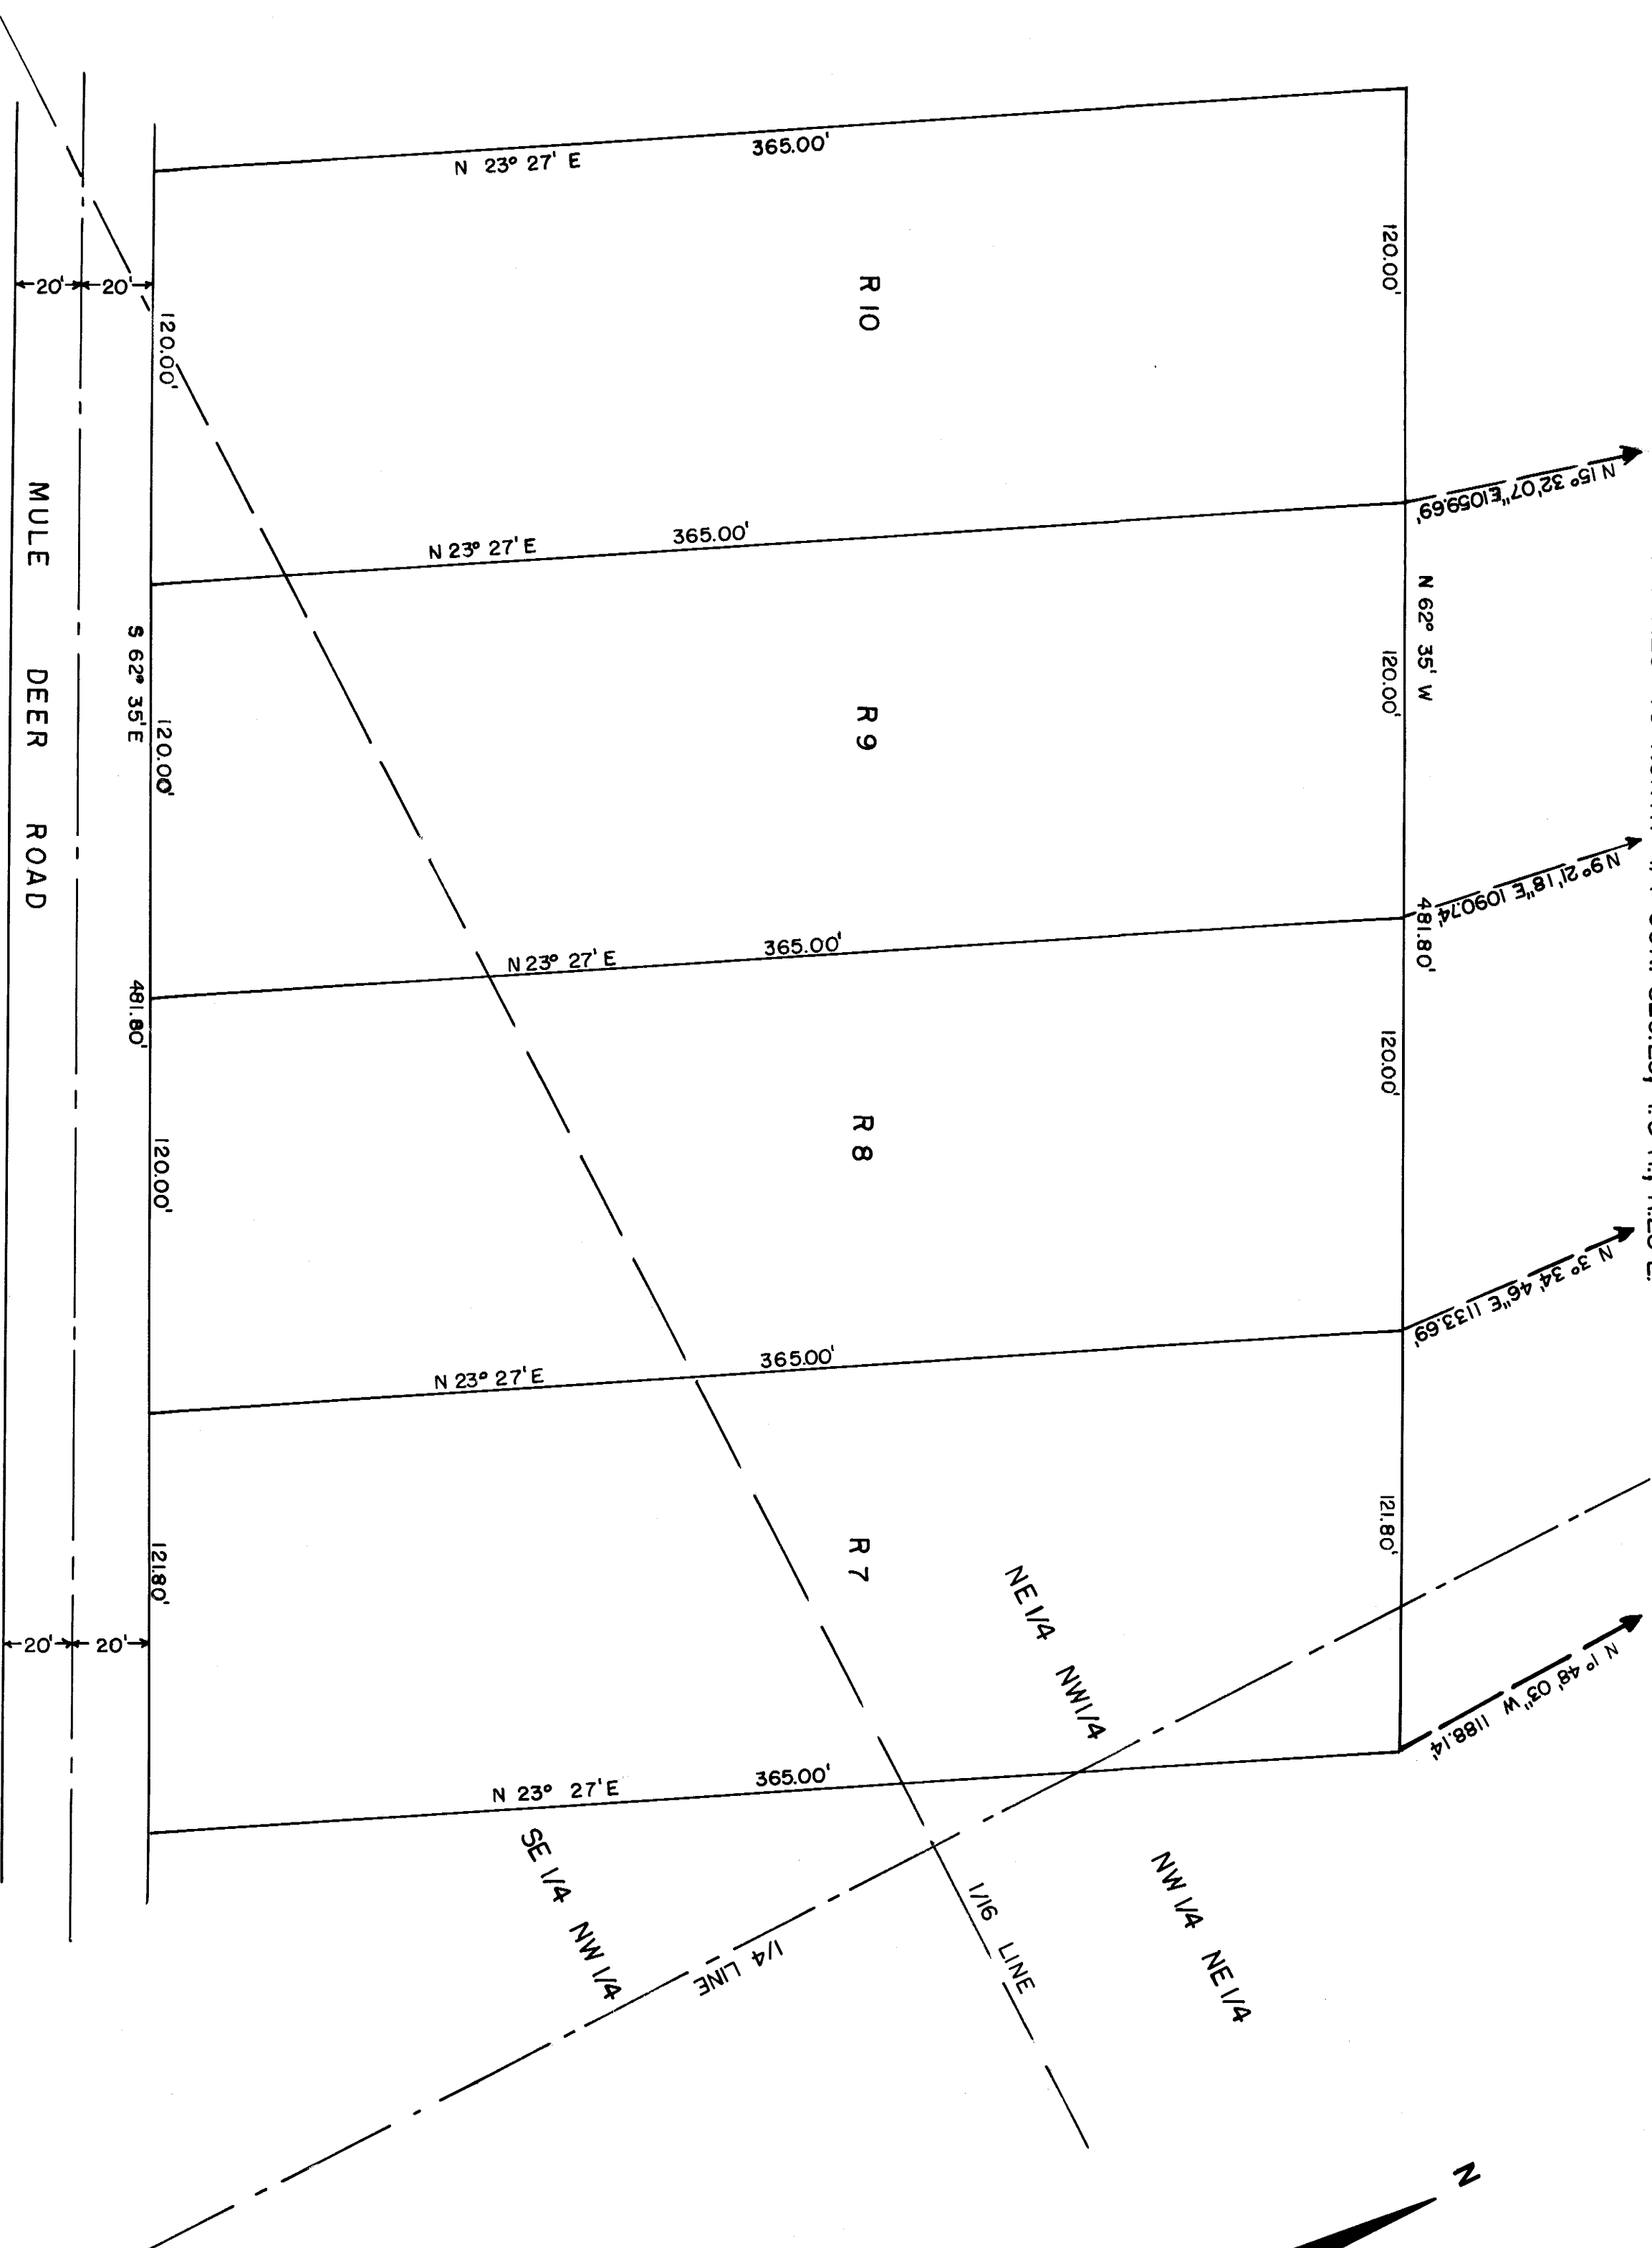 N 23° 27' E 365.00'
120.00'
R 10
20' 20'
120.00'
N 15° 32' 07" E 1059.69'
N 23° 27' E 365.00'
N 62° 35' W
120.00'
R 9
S 62° 35' E
120.00'
MULE DEER ROAD
N 9° 21' 18" E 1090.74'
481.80'
N 23° 27' E 365.00'
481.80'
120.00'
R 8
120.00'
N 3° 34' 46" E 1133.69'
N 23° 27' E 365.00'
121.80'
R 7
121.80'
20' 20'
NE 1/4 NW 1/4
N 1° 48' 03" W 1188.14'
N 23° 27' E 365.00'
SE 1/4 NW 1/4
NW 1/4 NE 1/4
1/16 LINE
1/4 LINE
N